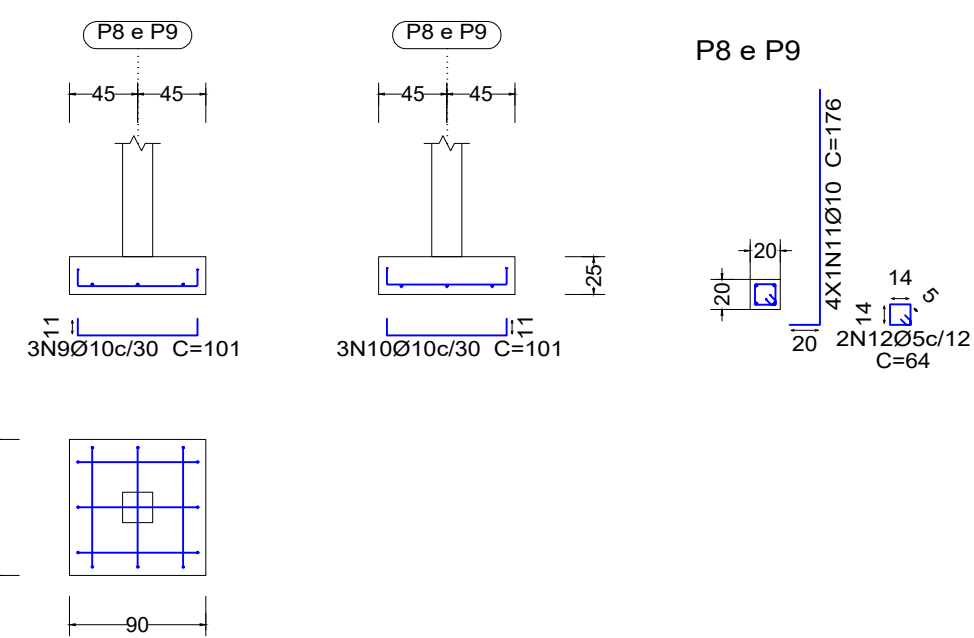 P8 e P9
45 45
11
3N9Ø10c/30 C=101
P8 e P9
45 45
25
11
3N10Ø10c/30 C=101
P8 e P9
20
20
4X1N11Ø10 C=176
20
14
5
14
2N12Ø5c/12
C=64
90